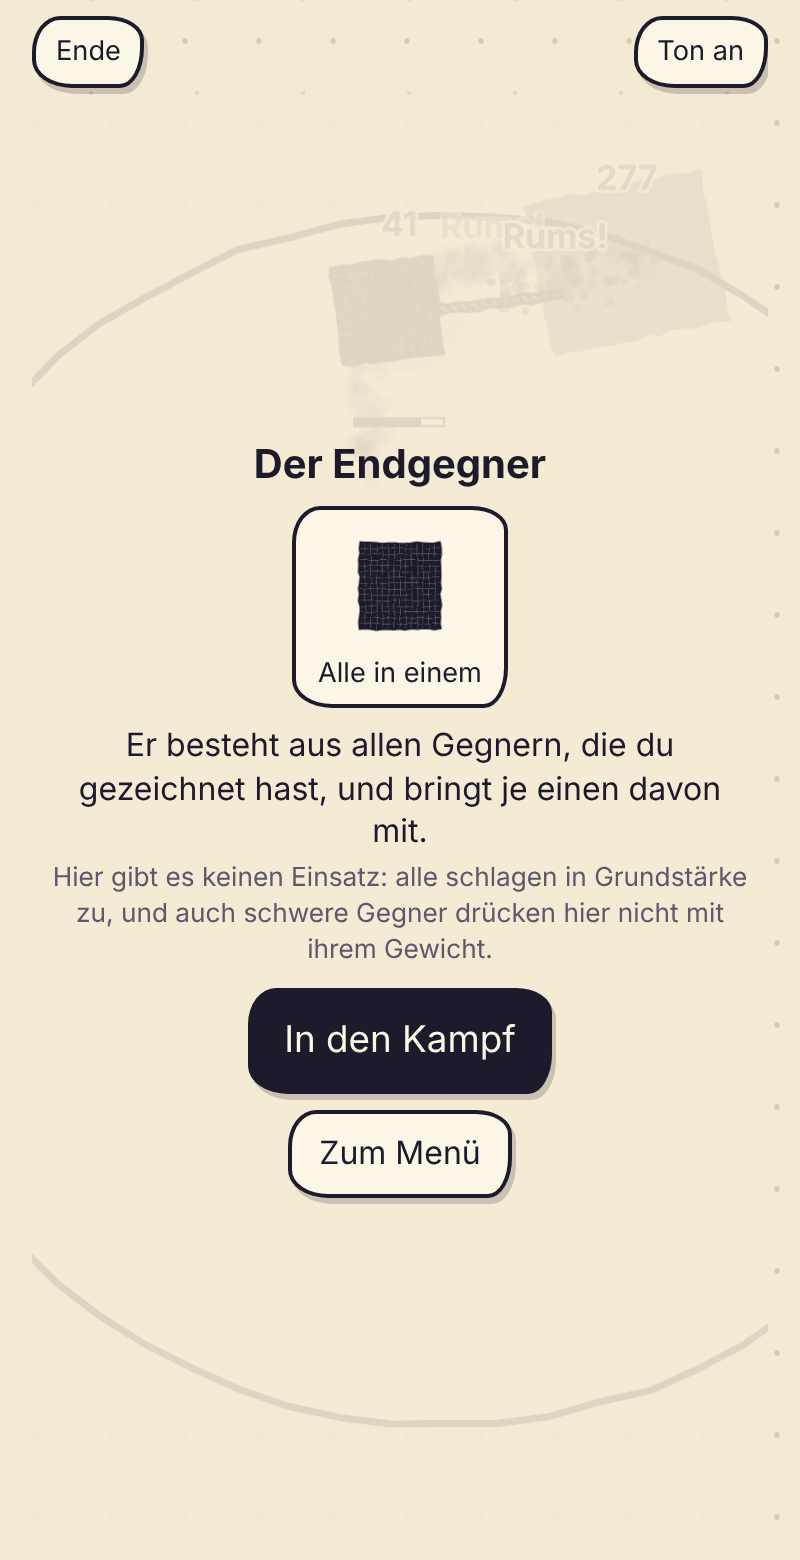 Ende
Ton an
277
41
Rums!
Der Endgegner
Alle in einem
Er besteht aus allen Gegnern, die du
gezeichnet hast, und bringt je einen davon
mit.
Hier gibt es keinen Einsatz: alle schlagen in Grundstärke
zu, und auch schwere Gegner drücken hier nicht mit
ihrem Gewicht.
In den Kampf
Zum Menü